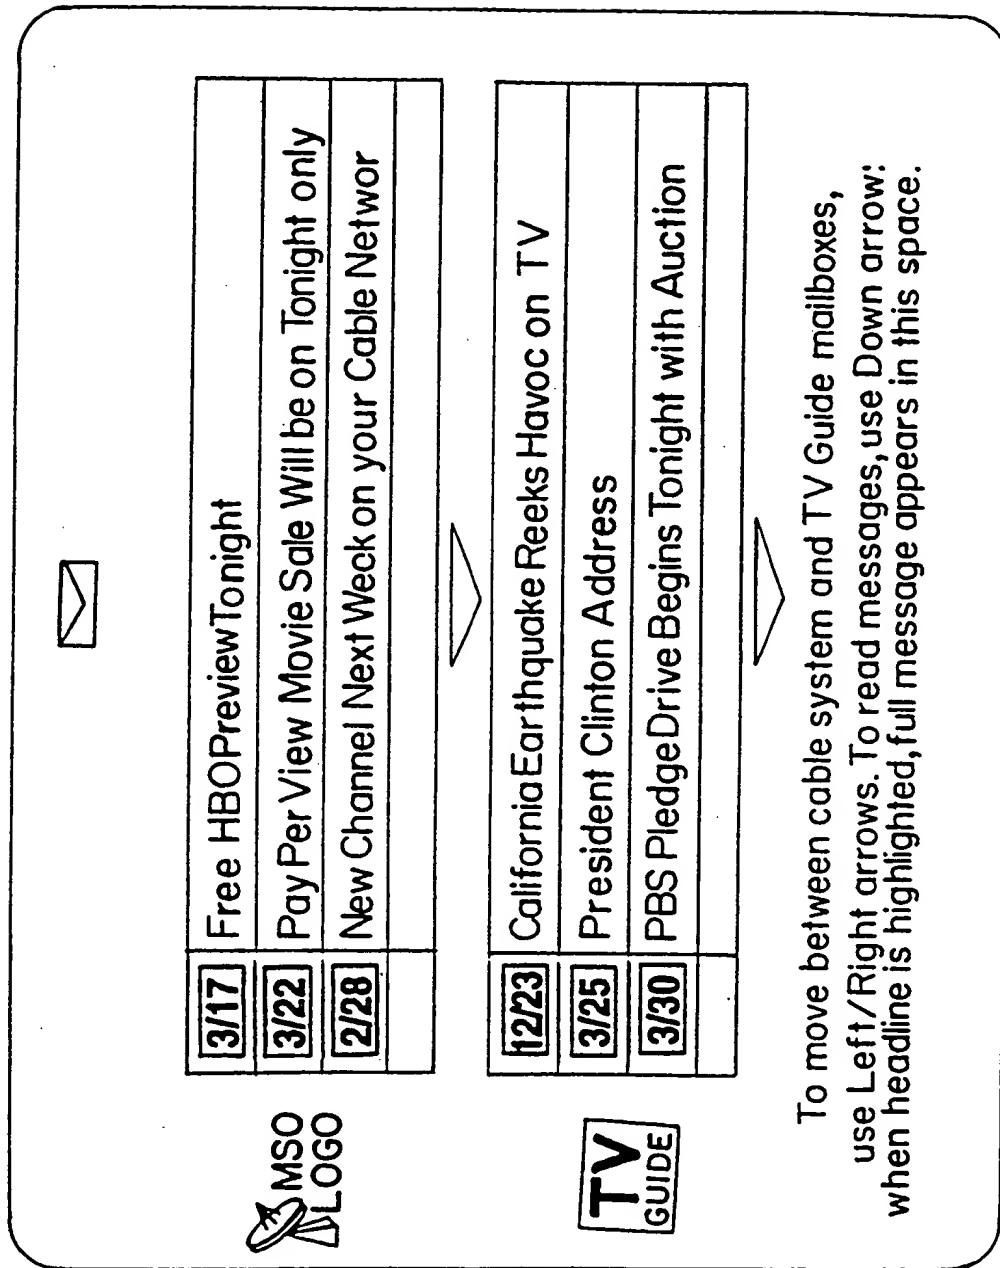 MSO
LOGO
3/17 Free HBOPreviewTonight
3/22 Pay Per View Movie Sale Will be on Tonight only
2/28 New Channel Next Weck on your Cable Networ
TV
GUIDE
12/23 California Earthquake Reeks Havoc on TV
3/25 President Clinton Address
3/30 PBS Pledge Drive Begins Tonight with Auction
To move between cable system and TV Guide mailboxes,
use Left/Right arrows. To read messages, use Down arrow:
when headline is highlighted, full message appears in this space.